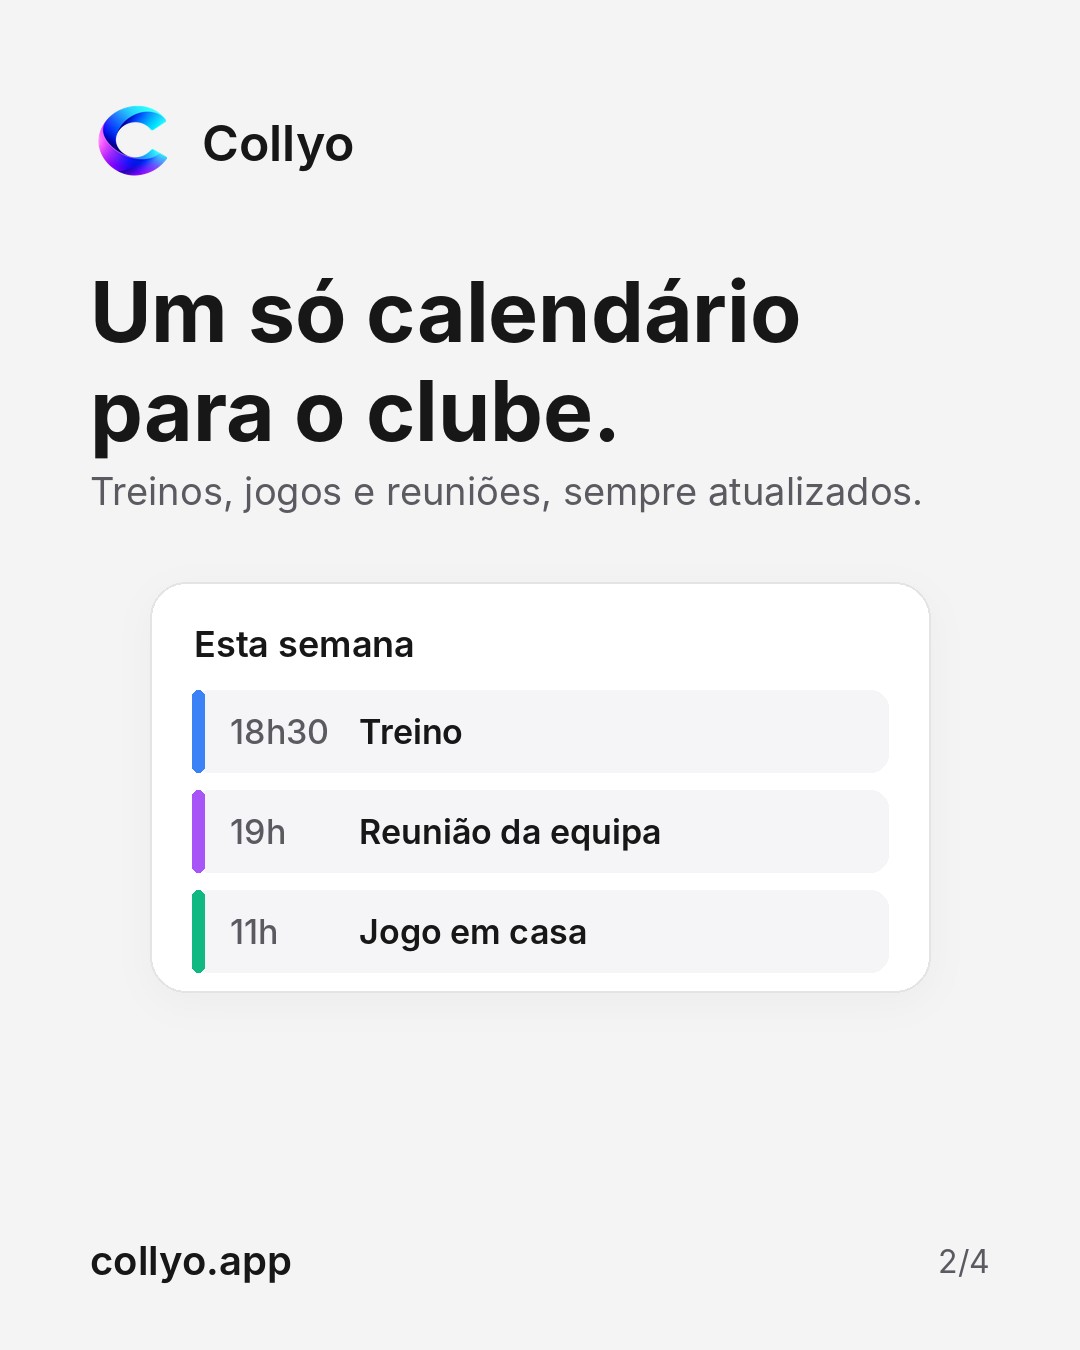 Collyo
Um só calendário
para o clube.
Treinos, jogos e reuniões, sempre atualizados.
Esta semana
18h30 Treino
19h Reunião da equipa
11h Jogo em casa
collyo.app
2/4